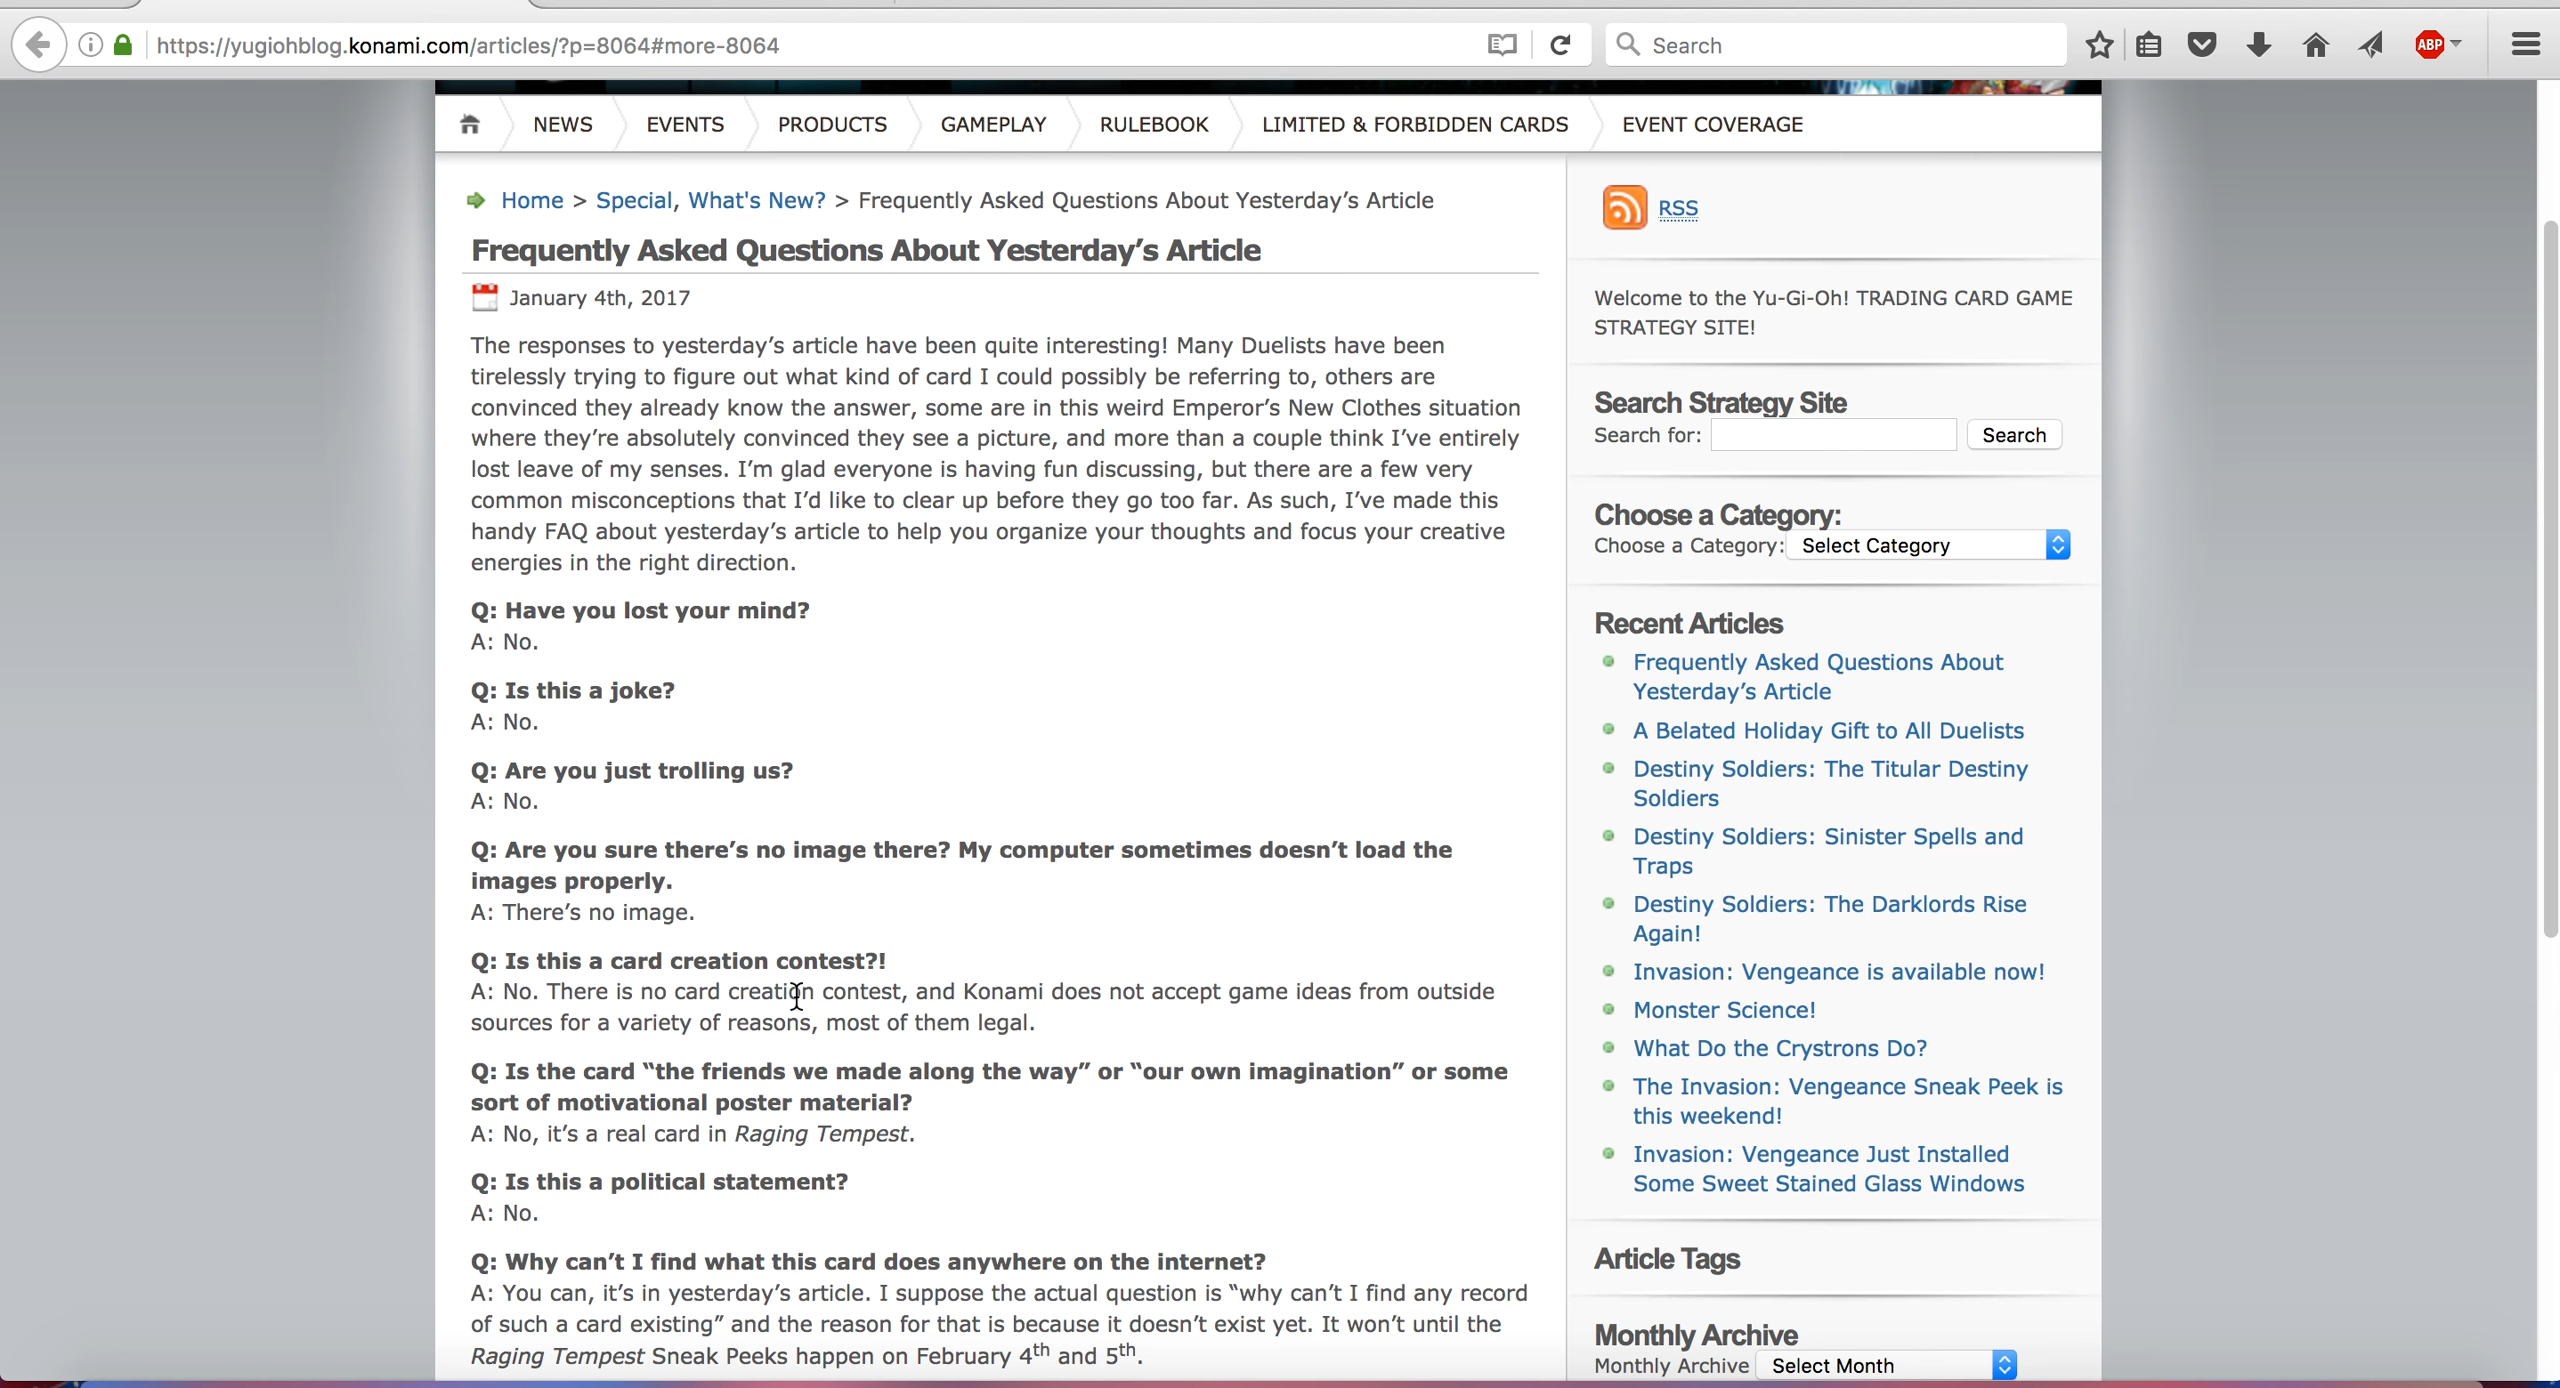 https://yugiohblog.konami.com/articles/?p=8064#more-8064
Search
ABP
NEWS
EVENTS
PRODUCTS
GAMEPLAY
RULEBOOK
LIMITED & FORBIDDEN CARDS
EVENT COVERAGE
Home > Special, What's New? > Frequently Asked Questions About Yesterday’s Article
Frequently Asked Questions About Yesterday’s Article
January 4th, 2017
The responses to yesterday’s article have been quite interesting! Many Duelists have been
tirelessly trying to figure out what kind of card I could possibly be referring to, others are
convinced they already know the answer, some are in this weird Emperor’s New Clothes situation
where they’re absolutely convinced they see a picture, and more than a couple think I’ve entirely
lost leave of my senses. I’m glad everyone is having fun discussing, but there are a few very
common misconceptions that I’d like to clear up before they go too far. As such, I’ve made this
handy FAQ about yesterday’s article to help you organize your thoughts and focus your creative
energies in the right direction.
Q: Have you lost your mind?
A: No.
Q: Is this a joke?
A: No.
Q: Are you just trolling us?
A: No.
Q: Are you sure there’s no image there? My computer sometimes doesn’t load the
images properly.
A: There’s no image.
Q: Is this a card creation contest?!
A: No. There is no card creation contest, and Konami does not accept game ideas from outside
sources for a variety of reasons, most of them legal.
Q: Is the card “the friends we made along the way” or “our own imagination” or some
sort of motivational poster material?
A: No, it’s a real card in Raging Tempest.
Q: Is this a political statement?
A: No.
Q: Why can’t I find what this card does anywhere on the internet?
A: You can, it’s in yesterday’s article. I suppose the actual question is “why can’t I find any record
of such a card existing” and the reason for that is because it doesn’t exist yet. It won’t until the
Raging Tempest Sneak Peeks happen on February 4th and 5th.
RSS
Welcome to the Yu-Gi-Oh! TRADING CARD GAME
STRATEGY SITE!
Search Strategy Site
Search for:
Search
Choose a Category:
Choose a Category: Select Category
Recent Articles
Frequently Asked Questions About
Yesterday’s Article
A Belated Holiday Gift to All Duelists
Destiny Soldiers: The Titular Destiny
Soldiers
Destiny Soldiers: Sinister Spells and
Traps
Destiny Soldiers: The Darklords Rise
Again!
Invasion: Vengeance is available now!
Monster Science!
What Do the Crystrons Do?
The Invasion: Vengeance Sneak Peek is
this weekend!
Invasion: Vengeance Just Installed
Some Sweet Stained Glass Windows
Article Tags
Monthly Archive
Monthly Archive Select Month